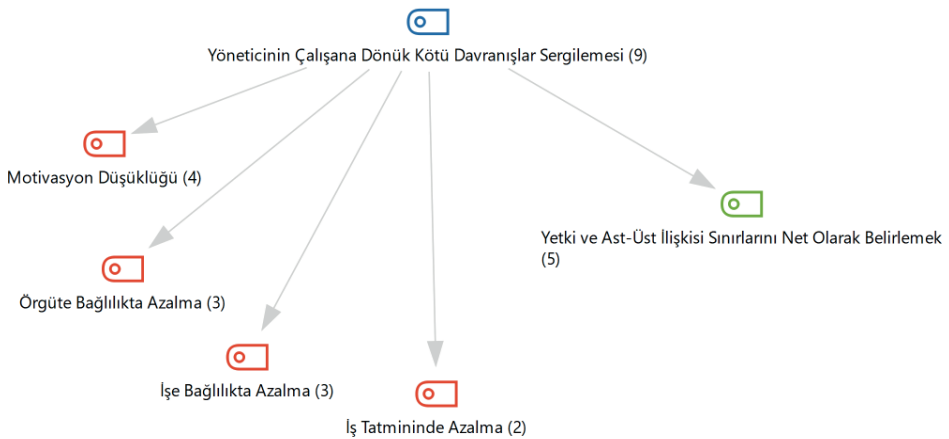 Yöneticinin Çalışana Dönük Kötü Davranışlar Sergilemesi (9)
Motivasyon Düşüklüğü (4)
Yetki ve Ast-Üst İlişkisi Sınırlarını Net Olarak Belirlemek
(5)
Örgüte Bağlılıkta Azalma (3)
İşe Bağlılıkta Azalma (3)
İş Tatmininde Azalma (2)